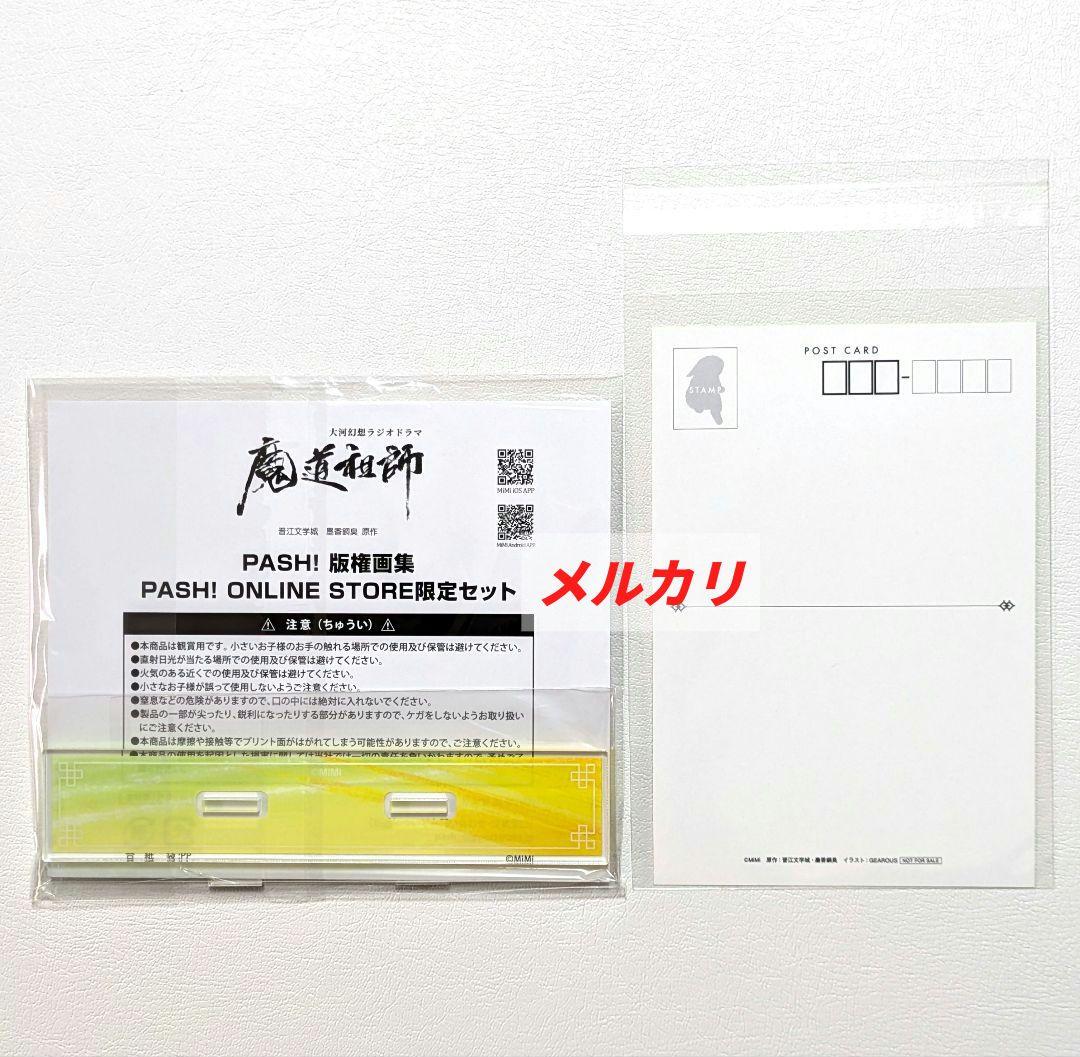 大河幻想ラジオドラマ
魔道祖師
MiMi iOS APP
MiMi Android APP
晋江文学城 墨香銅臭 原作
PASH! 版権画集
PASH! ONLINE STORE限定セット
⚠ 注意（ちゅうい） ⚠
●本商品は観賞用です。小さいお子様のお手の触れる場所での使用及び保管は避けてください。
●直射日光が当たる場所での使用及び保管は避けてください。
●火気のある近くでの使用及び保管は避けてください。
●小さなお子様が誤って使用しないようご注意ください。
●窒息などの危険がありますので、口の中には絶対に入れないでください。
●製品の一部が尖ったり、鋭利になったりする部分がありますので、ケガをしないようお取り扱い
にご注意ください。
●本商品は摩擦や接触等でプリント面がはがれてしまう可能性がありますので、ご注意ください。
©MiMi
©MiMi
メルカリ
POST CARD
STAMP
©MiMi 原作：晋江文学城・墨香銅臭 イラスト：GEAROUS NOT FOR SALE